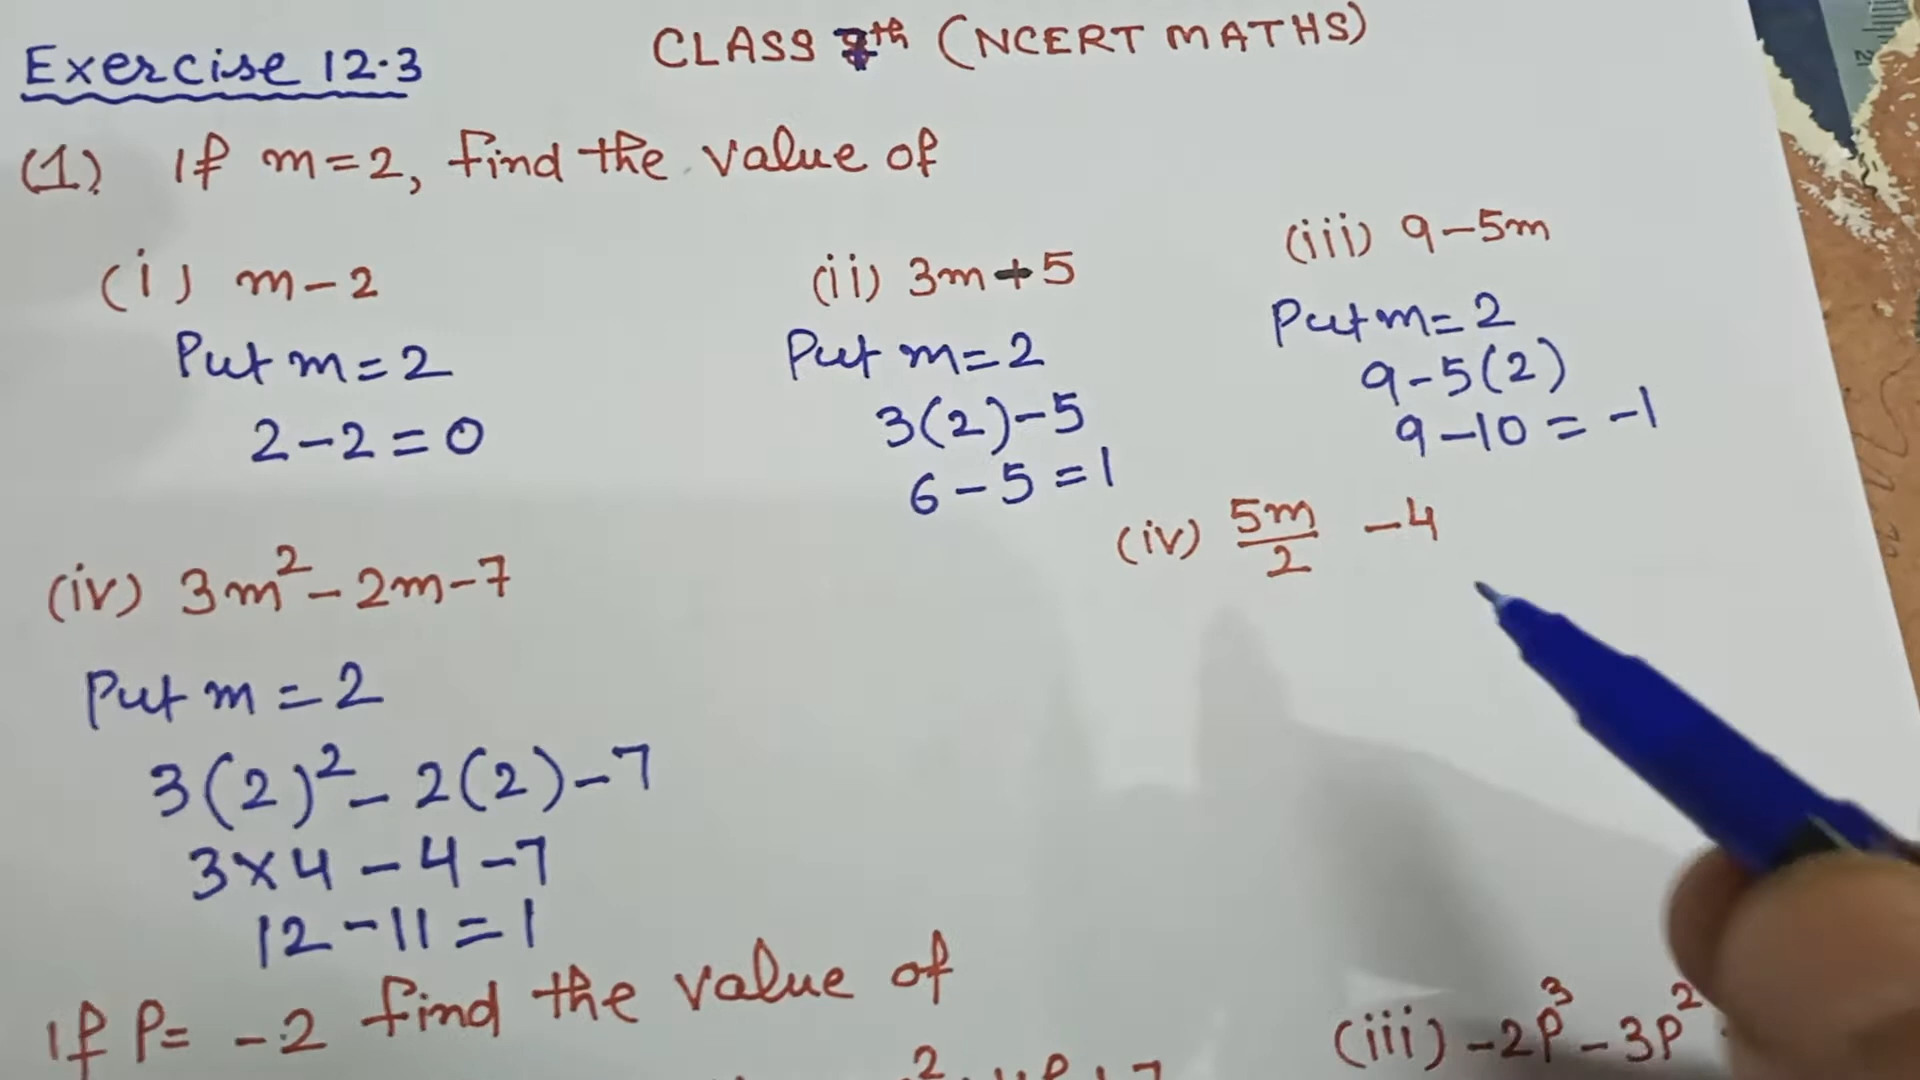 Exercise 12.3
CLASS 7th (NCERT MATHS)
(1) If m=2, find the value of
(i) m-2
Put m=2
2-2=0
(ii) 3m+5
Put m=2
3(2)-5
6-5=1
(iii) 9-5m
Put m=2
9-5(2)
9-10=-1
(iv) 3m²-2m-7
Put m=2
3(2)²-2(2)-7
3×4-4-7
12-11=1
(iv) 5m/2 -4
If P=-2 find the value of
(iii) -2P³-3P²